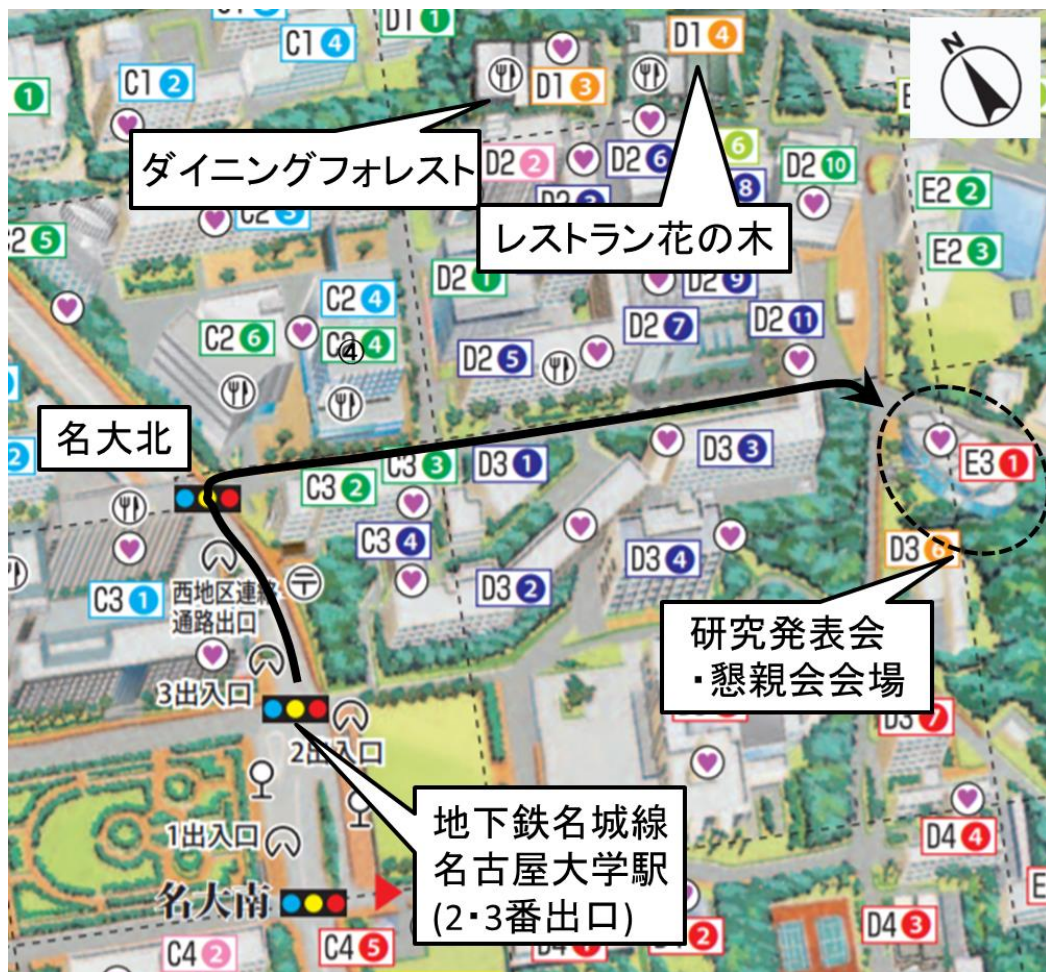 C1 2
C1 4
D1 1
D1 4
N
1
D1 3
ダイニングフォレスト
D2 2
D2 6
6
D2 10
8
E2 2
C2 5
レストラン花の木
E2 3
C2 4
D2 1
D2 9
C2 6
④
D2 7
D2 11
D2 5
名大北
C3 3
D3 1
D3 3
E3 1
2
C3 2
C3 4
D3 4
D3 6
〒
C3 1
西地区連絡
通路出口
D3 2
研究発表会
・懇親会会場
3出入口
2出入口
D3 7
1出入口
地下鉄名城線
名古屋大学駅
(2・3番出口)
D4 4
名大南
C4 2
C4 5
D4 3